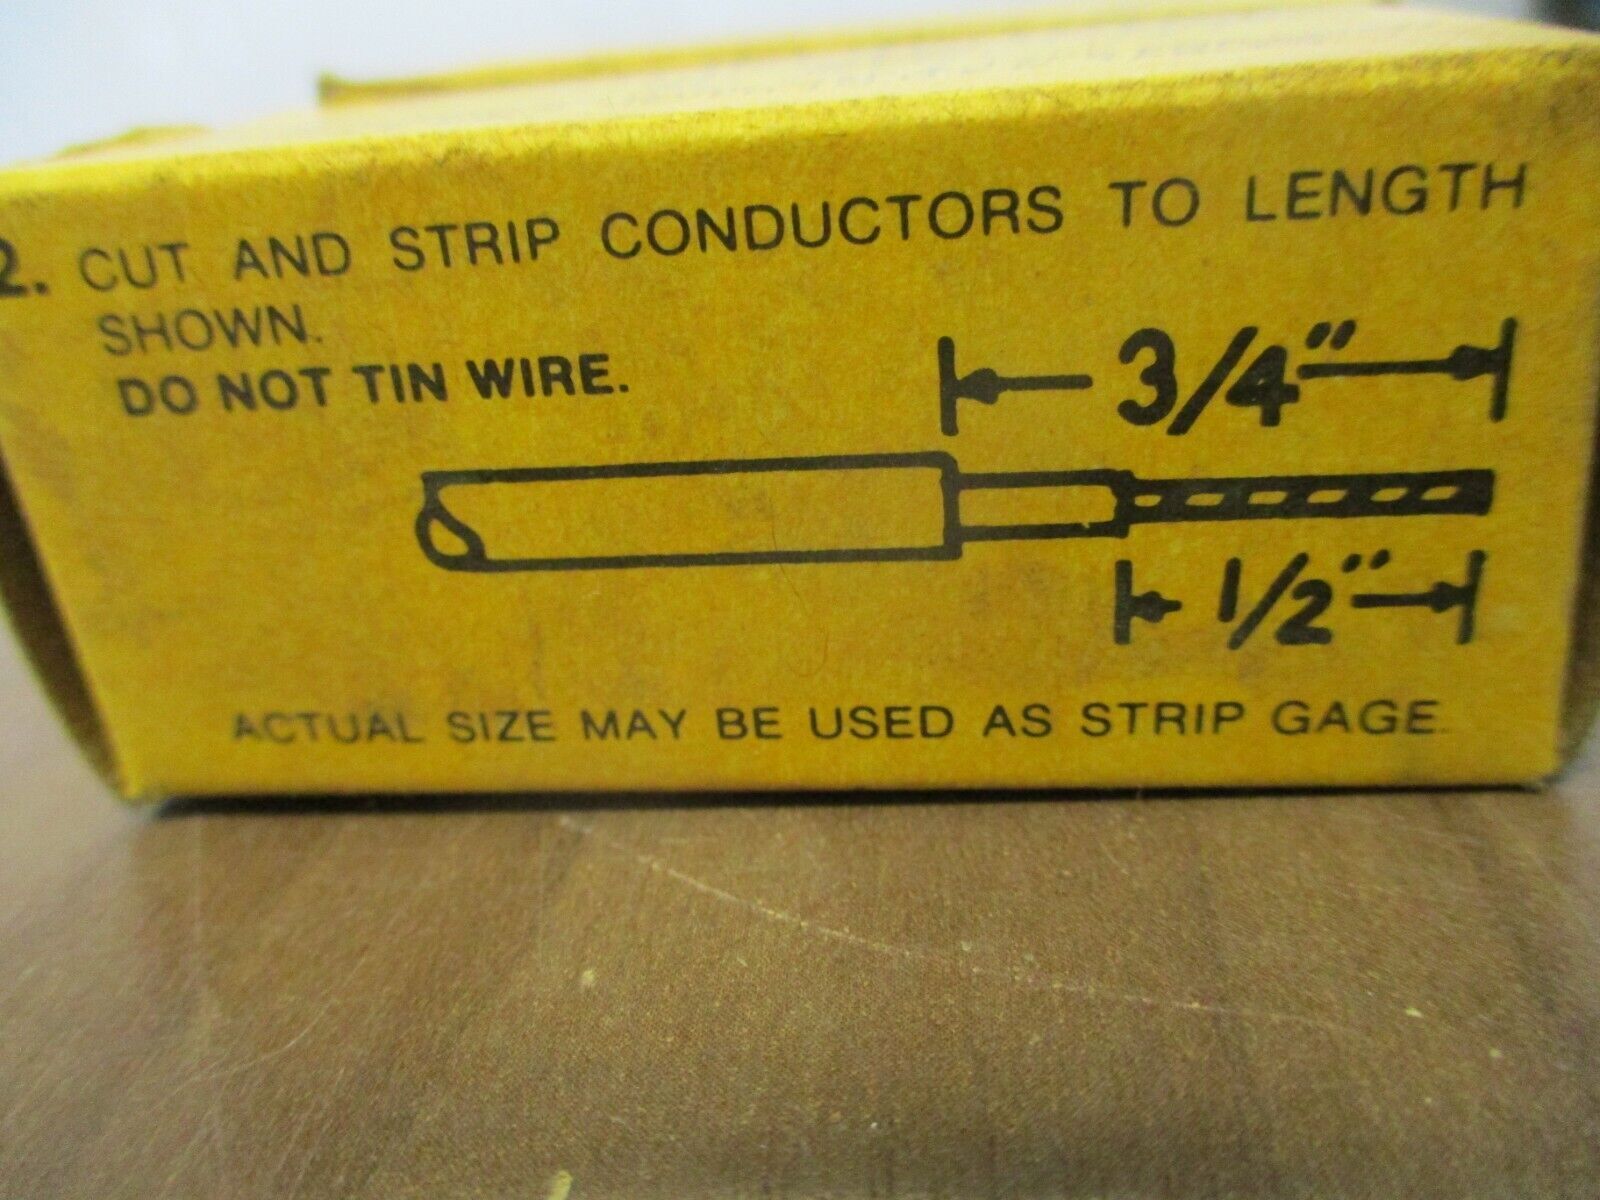 2. CUT AND STRIP CONDUCTORS TO LENGTH
SHOWN.
DO NOT TIN WIRE.
3/4"
1/2"
ACTUAL SIZE MAY BE USED AS STRIP GAGE.